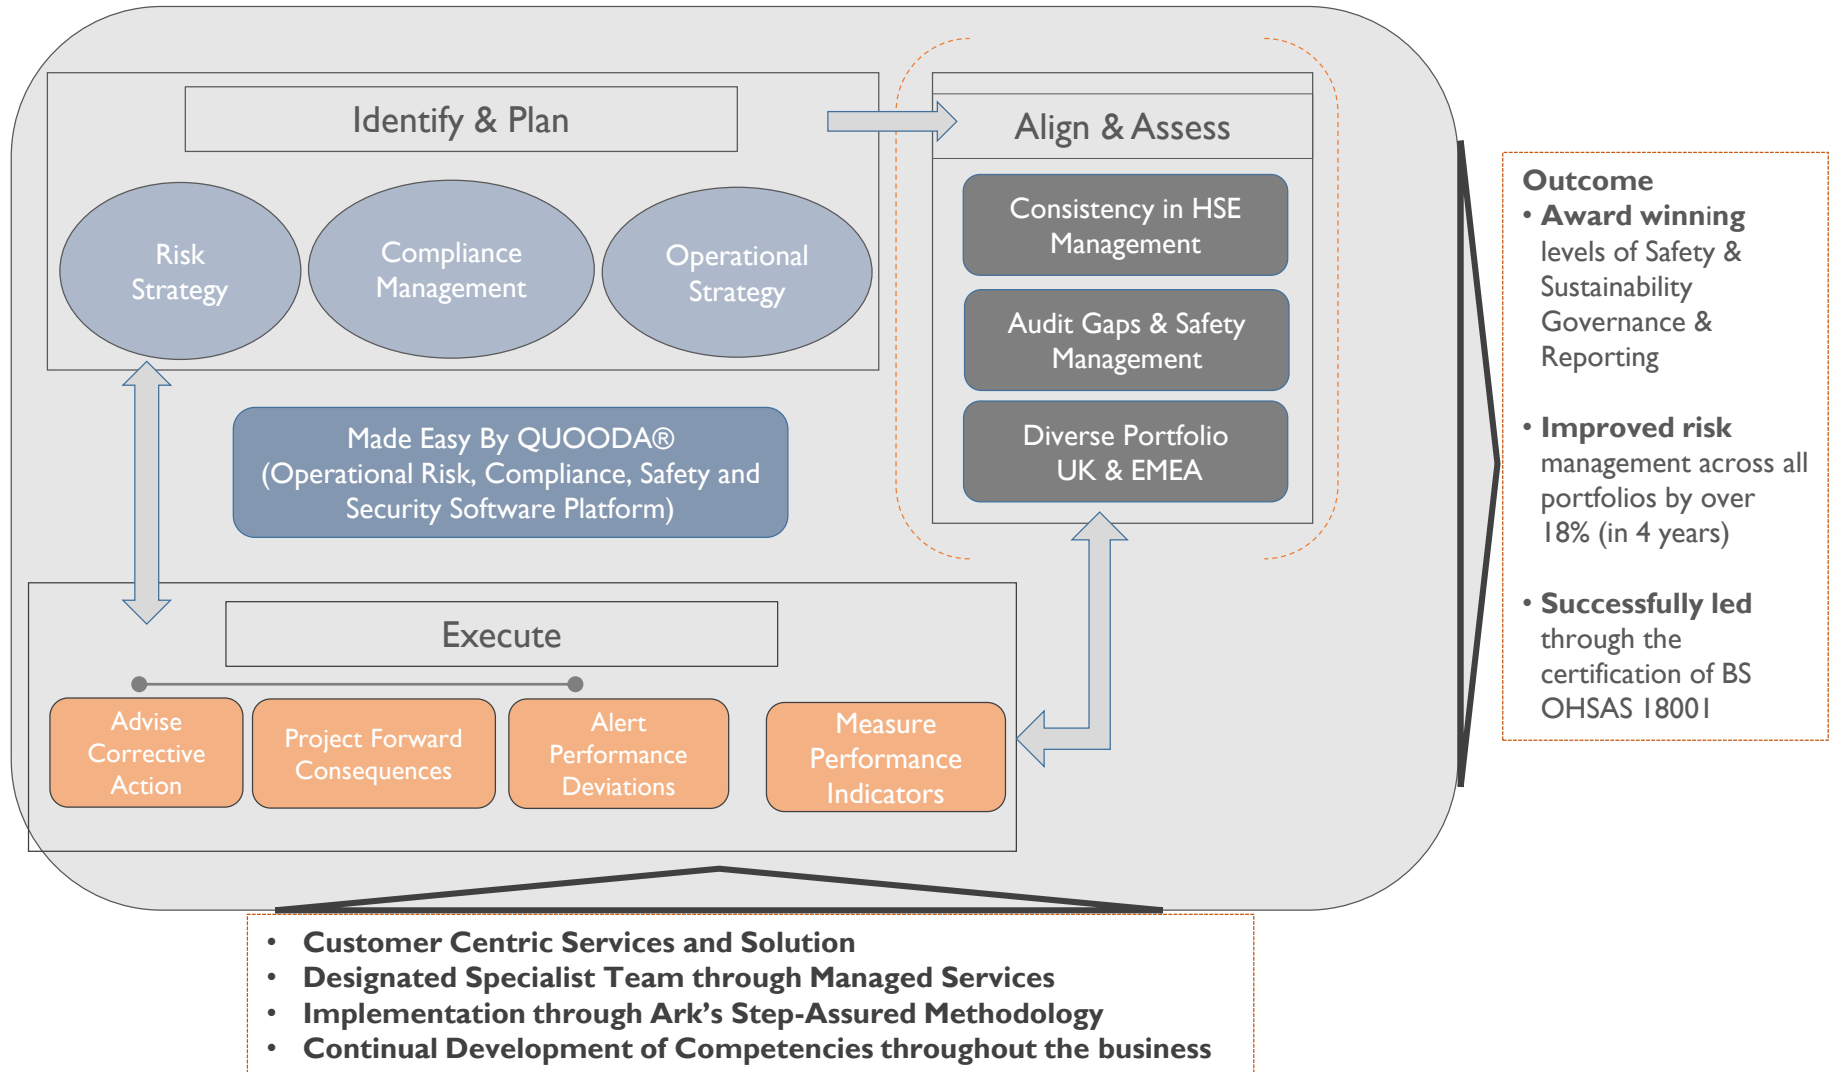 Identify & Plan
Risk
Strategy
Compliance
Management
Operational
Strategy
Align & Assess
Consistency in HSE
Management
Audit Gaps & Safety
Management
Diverse Portfolio
UK & EMEA
Made Easy By QUOODA®
(Operational Risk, Compliance, Safety and
Security Software Platform)
Execute
Advise
Corrective
Action
Project Forward
Consequences
Alert
Performance
Deviations
Measure
Performance
Indicators
Outcome
• Award winning
levels of Safety &
Sustainability
Governance &
Reporting
• Improved risk
management across all
portfolios by over
18% (in 4 years)
• Successfully led
through the
certification of BS
OHSAS 18001
• Customer Centric Services and Solution
• Designated Specialist Team through Managed Services
• Implementation through Ark's Step-Assured Methodology
• Continual Development of Competencies throughout the business